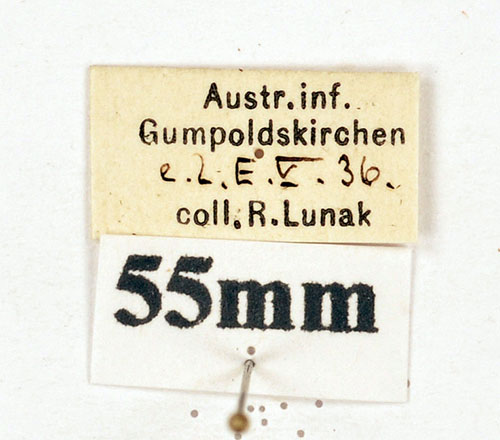 Austr.inf.
Gumpoldskirchen
e.l. E.V.36.
coll.R.Lunak
55mm